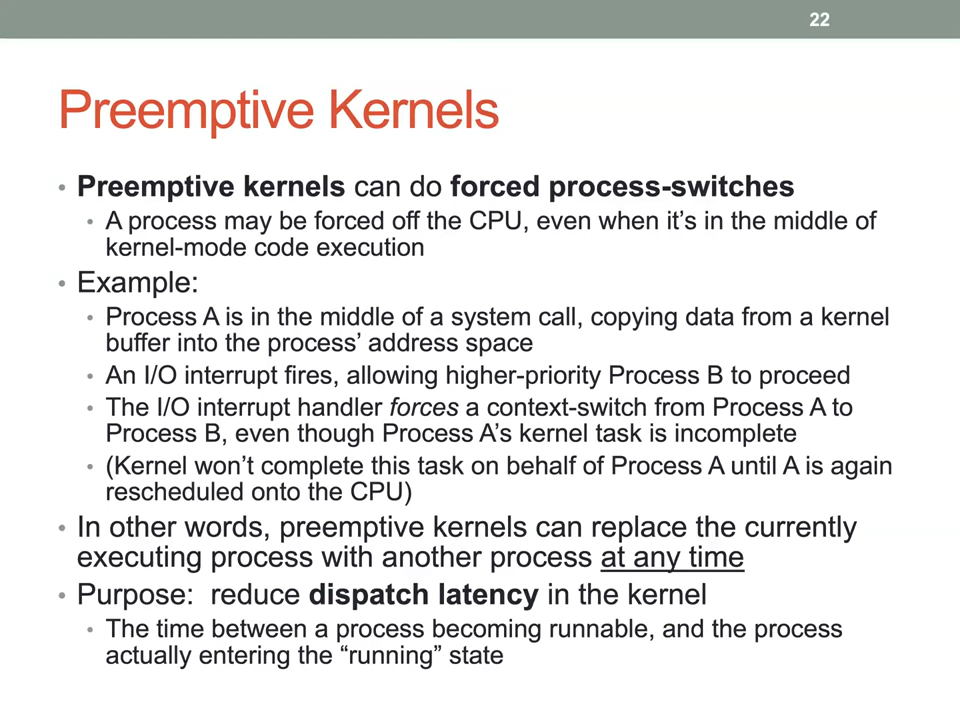 22
Preemptive Kernels
• Preemptive kernels can do forced process-switches
• A process may be forced off the CPU, even when it’s in the middle of
kernel-mode code execution
• Example:
• Process A is in the middle of a system call, copying data from a kernel
buffer into the process’ address space
• An I/O interrupt fires, allowing higher-priority Process B to proceed
• The I/O interrupt handler forces a context-switch from Process A to
Process B, even though Process A’s kernel task is incomplete
• (Kernel won’t complete this task on behalf of Process A until A is again
rescheduled onto the CPU)
• In other words, preemptive kernels can replace the currently
executing process with another process at any time
• Purpose: reduce dispatch latency in the kernel
• The time between a process becoming runnable, and the process
actually entering the “running” state